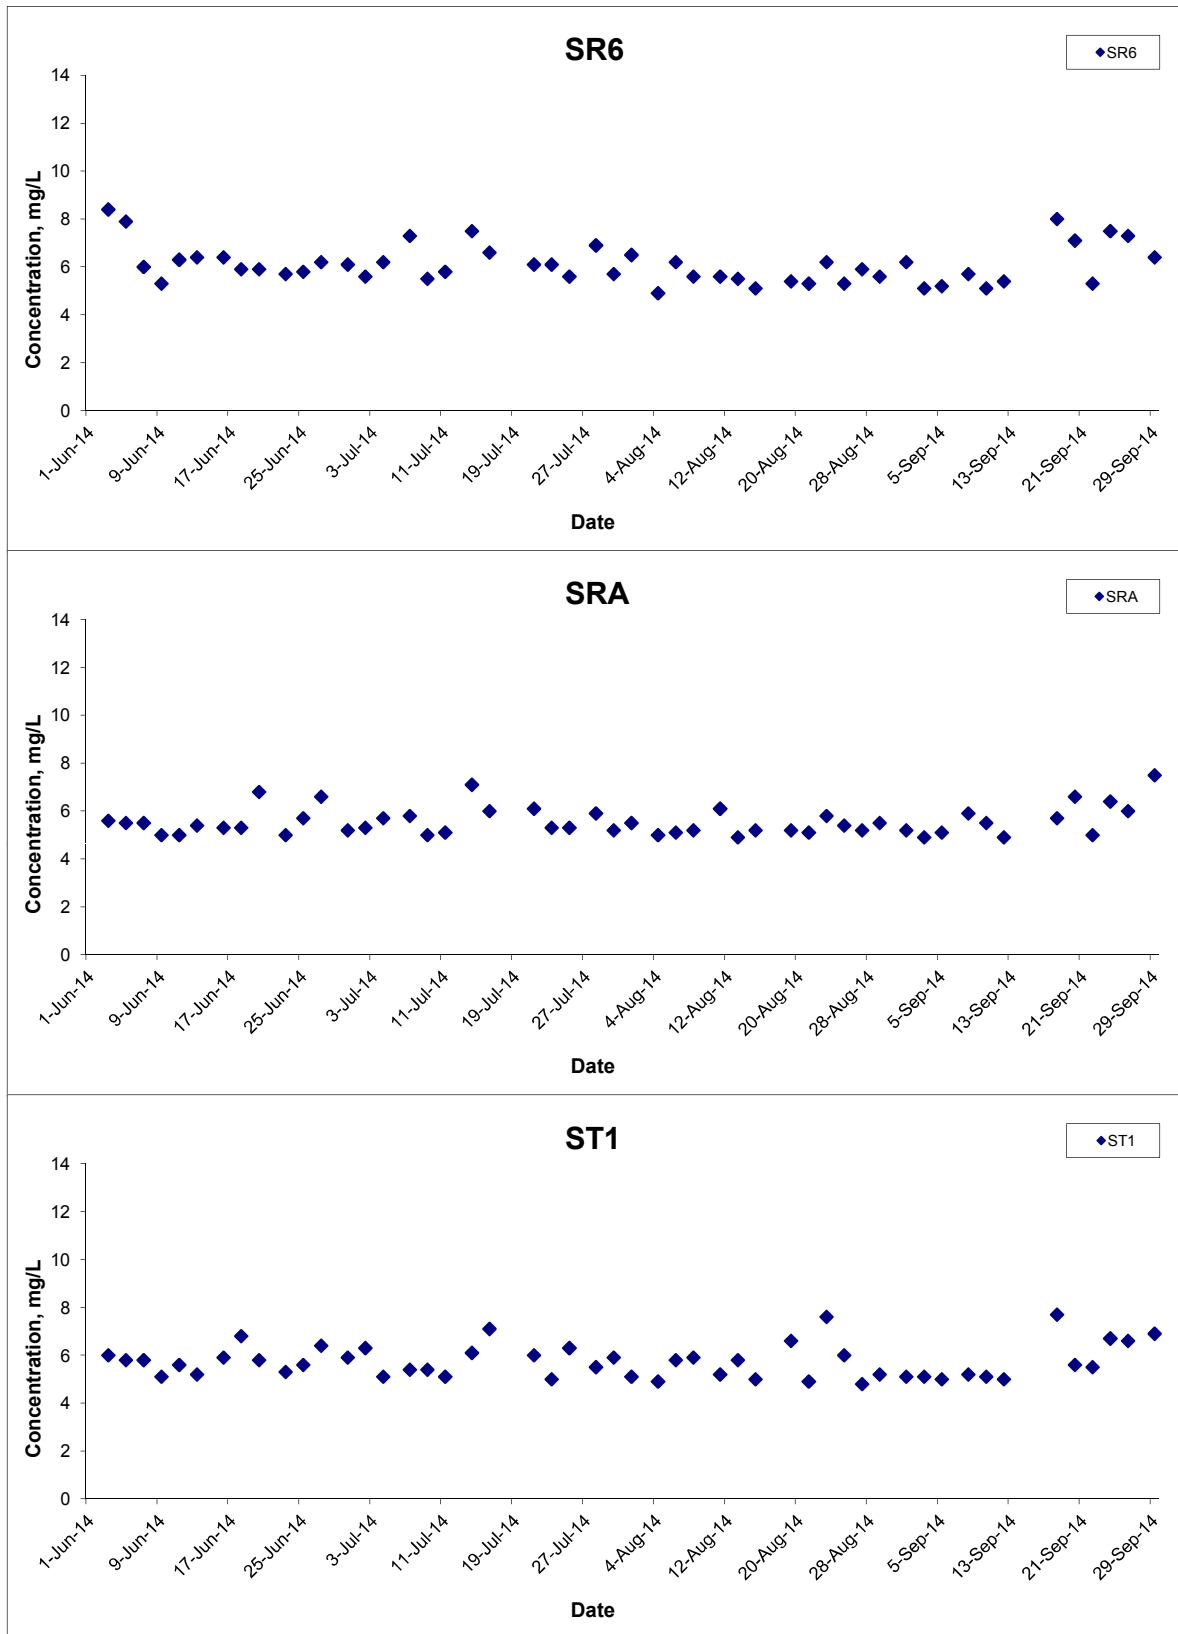 SR6
SR6
14
12
10
8
6
4
2
0
Concentration, mg/L
1-Jun-14 9-Jun-14 17-Jun-14 25-Jun-14 3-Jul-14 11-Jul-14 19-Jul-14 27-Jul-14 4-Aug-14 12-Aug-14 20-Aug-14 28-Aug-14 5-Sep-14 13-Sep-14 21-Sep-14 29-Sep-14
Date
SRA
SRA
14
12
10
8
6
4
2
0
Concentration, mg/L
1-Jun-14 9-Jun-14 17-Jun-14 25-Jun-14 3-Jul-14 11-Jul-14 19-Jul-14 27-Jul-14 4-Aug-14 12-Aug-14 20-Aug-14 28-Aug-14 5-Sep-14 13-Sep-14 21-Sep-14 29-Sep-14
Date
ST1
ST1
14
12
10
8
6
4
2
0
Concentration, mg/L
1-Jun-14 9-Jun-14 17-Jun-14 25-Jun-14 3-Jul-14 11-Jul-14 19-Jul-14 27-Jul-14 4-Aug-14 12-Aug-14 20-Aug-14 28-Aug-14 5-Sep-14 13-Sep-14 21-Sep-14 29-Sep-14
Date